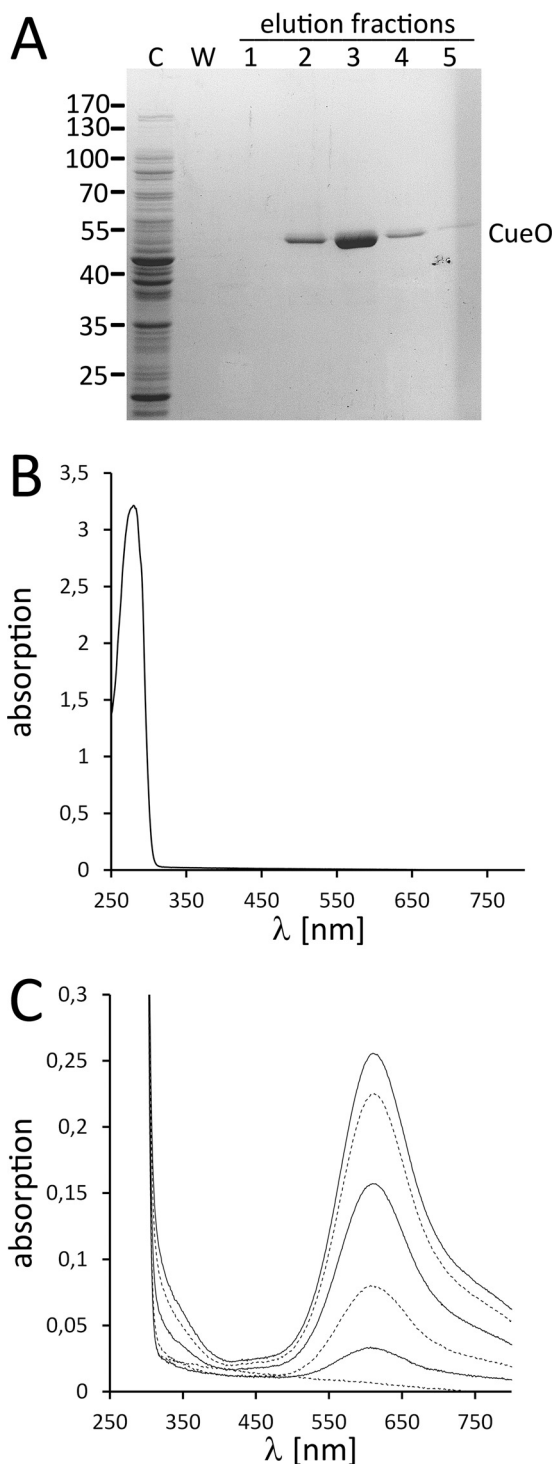 A
elution fractions
C W 1 2 3 4 5
170
130
100
70
55
CueO
40
35
25
B
3,5
3
2,5
2
1,5
1
0,5
0
absorption
250 350 450 550 650 750
λ [nm]
C
0,3
0,25
0,2
0,15
0,1
0,05
0
absorption
250 350 450 550 650 750
λ [nm]